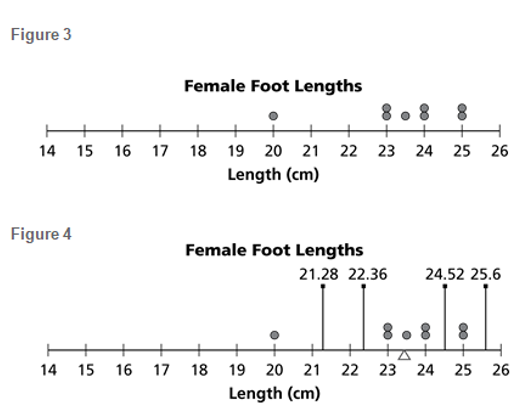 Figure 3
Female Foot Lengths
14 15 16 17 18 19 20 21 22 23 24 25 26
Length (cm)
Figure 4
Female Foot Lengths
21.28 22.36 24.52 25.6
14 15 16 17 18 19 20 21 22 23 24 25 26
Length (cm)